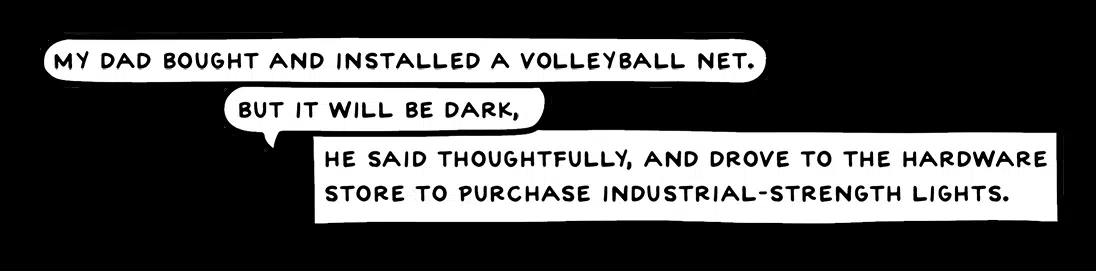 MY DAD BOUGHT AND INSTALLED A VOLLEYBALL NET.
BUT IT WILL BE DARK,
HE SAID THOUGHTFULLY, AND DROVE TO THE HARDWARE
STORE TO PURCHASE INDUSTRIAL-STRENGTH LIGHTS.